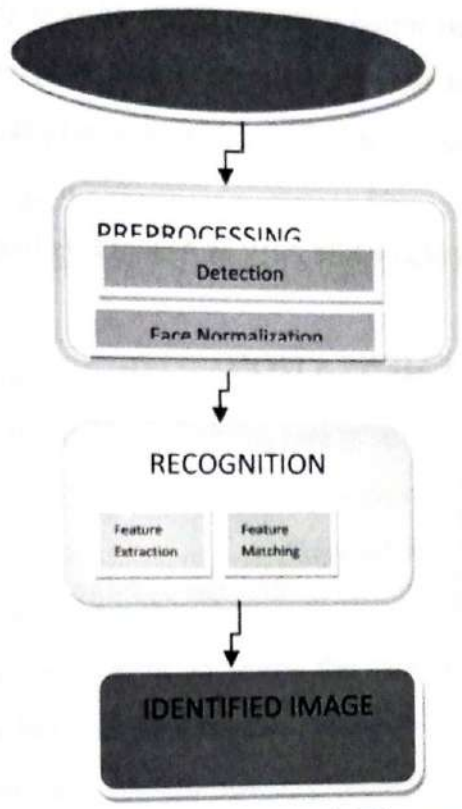 PREPROCESSING
Detection
Face Normalization
RECOGNITION
Feature
Extraction
Feature
Matching
IDENTIFIED IMAGE